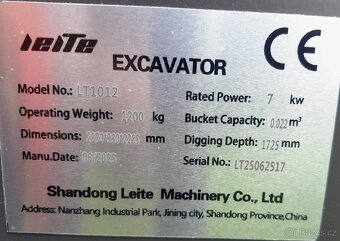 leite CE
EXCAVATOR
Model No.: LT1012 Rated Power: 7 kw
Operating Weight: 1200 kg Bucket Capacity: 0.022 m³
Dimensions: mm Digging Depth: 1725 mm
Manu.Date: 06/2025 Serial No.: LT25062517
Shandong Leite Machinery Co., Ltd
Address: Nanzhang Industrial Park, Jining city, Shandong Province,China